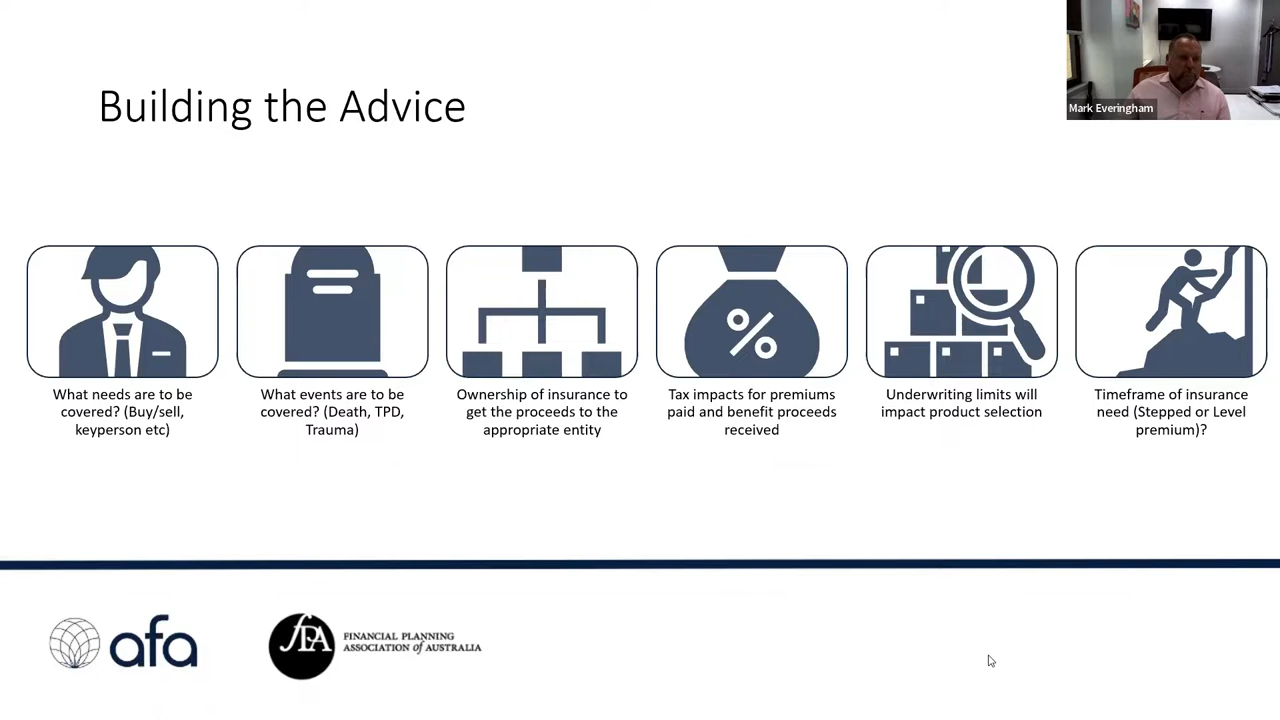 Mark Everingham
Building the Advice
%
What needs are to be
covered? (Buy/sell,
keyperson etc)
What events are to be
covered? (Death, TPD,
Trauma)
Ownership of insurance to
get the proceeds to the
appropriate entity
Tax impacts for premiums
paid and benefit proceeds
received
Underwriting limits will
impact product selection
Timeframe of insurance
need (Stepped or Level
premium)?
afa
FPA
FINANCIAL PLANNING
ASSOCIATION of AUSTRALIA